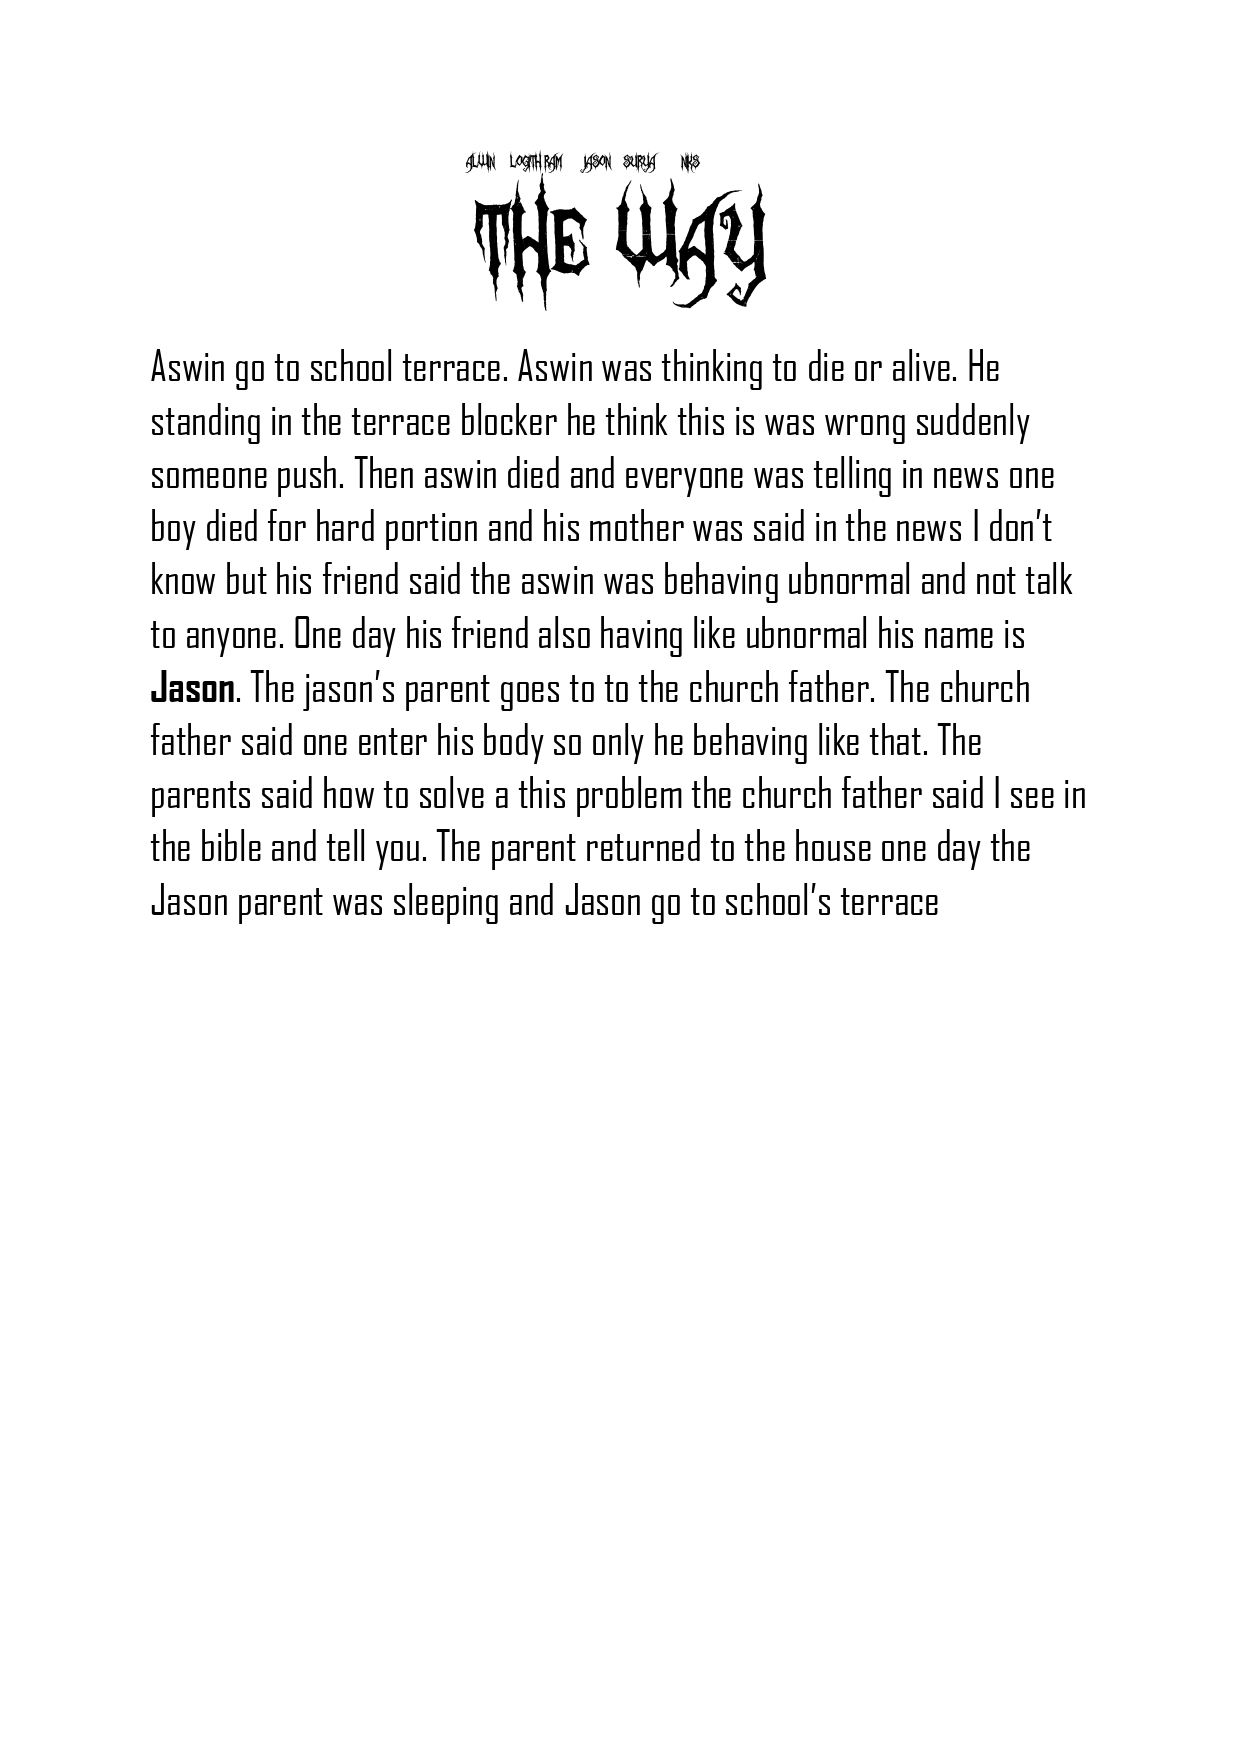 ALWIN LOGITH RAM JASON SURYA NKS
THE WAY
Aswin go to school terrace. Aswin was thinking to die or alive. He
standing in the terrace blocker he think this is was wrong suddenly
someone push. Then aswin died and everyone was telling in news one
boy died for hard portion and his mother was said in the news I don’t
know but his friend said the aswin was behaving ubnormal and not talk
to anyone. One day his friend also having like ubnormal his name is
Jason. The jason’s parent goes to to the church father. The church
father said one enter his body so only he behaving like that. The
parents said how to solve a this problem the church father said I see in
the bible and tell you. The parent returned to the house one day the
Jason parent was sleeping and Jason go to school’s terrace